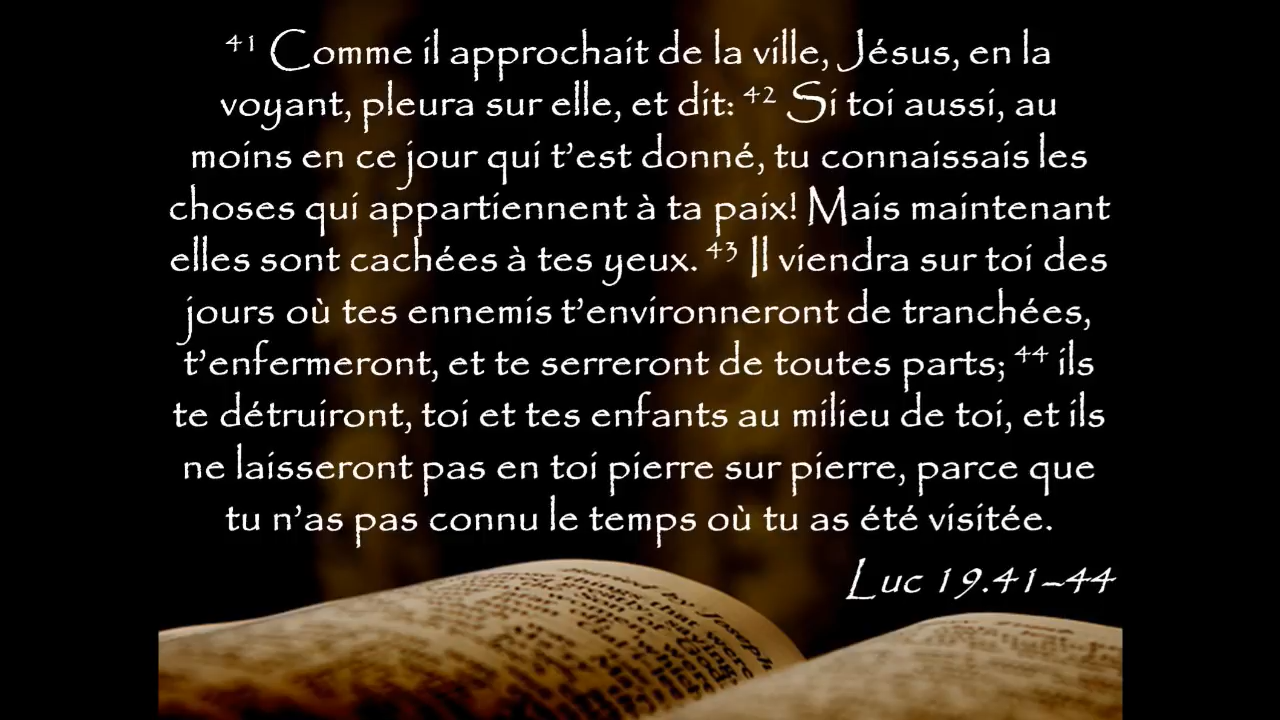 ⁴¹ Comme il approchait de la ville, Jésus, en la
voyant, pleura sur elle, et dit: ⁴² Si toi aussi, au
moins en ce jour qui t’est donné, tu connaissais les
choses qui appartiennent à ta paix! Mais maintenant
elles sont cachées à tes yeux. ⁴³ Il viendra sur toi des
jours où tes ennemis t’environneront de tranchées,
t’enfermeront, et te serreront de toutes parts; ⁴⁴ ils
te détruiront, toi et tes enfants au milieu de toi, et ils
ne laisseront pas en toi pierre sur pierre, parce que
tu n’as pas connu le temps où tu as été visitée.
Luc 19.41–44